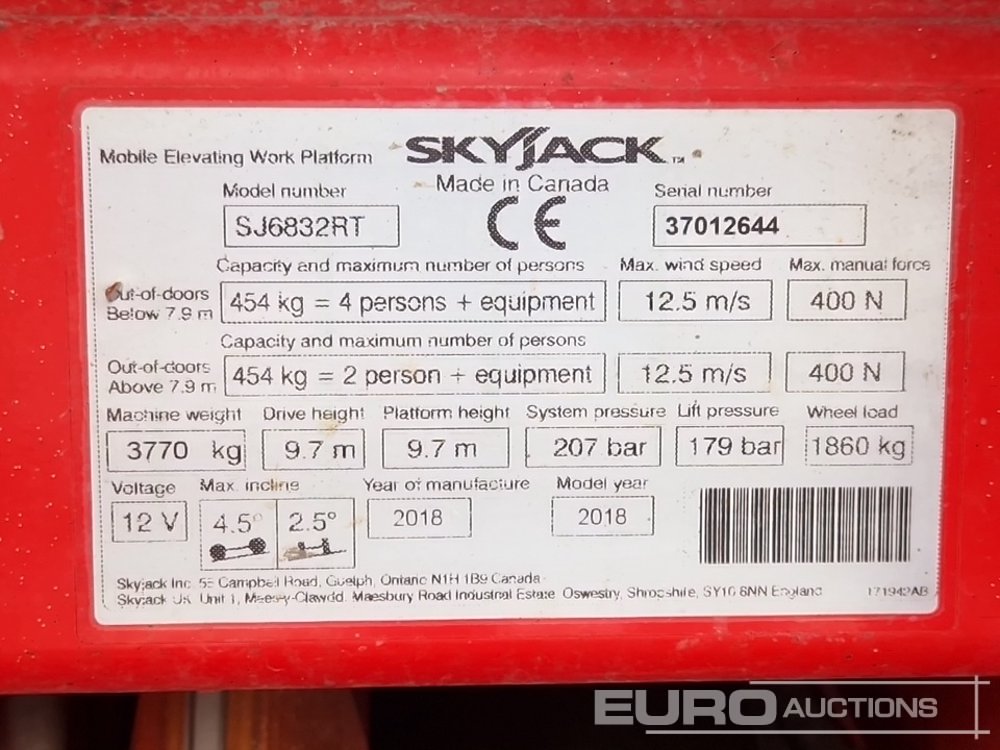 Mobile Elevating Work Platform SKYJACK TM
Made in Canada
Model number Serial number
SJ6832RT CE 37012644
Capacity and maximum number of persons Max. wind speed Max. manual force
Out-of-doors
Below 7.9 m 454 kg = 4 persons + equipment 12.5 m/s 400 N
Capacity and maximum number of persons
Out-of-doors
Above 7.9 m 454 kg = 2 person + equipment 12.5 m/s 400 N
Machine weight Drive height Platform height System pressure Lift pressure Wheel load
3770 kg 9.7 m 9.7 m 207 bar 179 bar 1860 kg
Voltage Max. incline Year of manufacture Model year
12 V 4.5° 2.5° 2018 2018
Skyjack Inc. 55 Campbell Road, Guelph, Ontario N1H 1B9 Canada
Skyjack UK Unit 1, Maesbury Road Industrial Estate Oswestry, Shropshire, SY10 8NN England 171942AB
EURO AUCTIONS